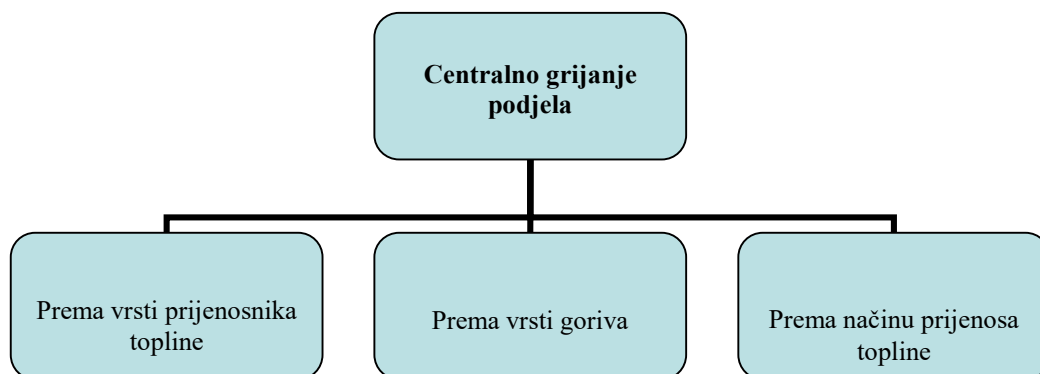 Centralno grijanje
podjela
Prema vrsti prijenosnika
topline
Prema vrsti goriva
Prema načinu prijenosa
topline